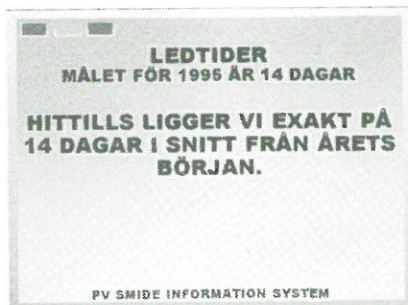 LEDTIDER
MÅLET FÖR 1995 ÄR 14 DAGAR
HITTILLS LIGGER VI EXAKT PÅ
14 DAGAR I SNITT FRÅN ÅRETS
BÖRJAN.
PV SMIDE INFORMATION SYSTEM